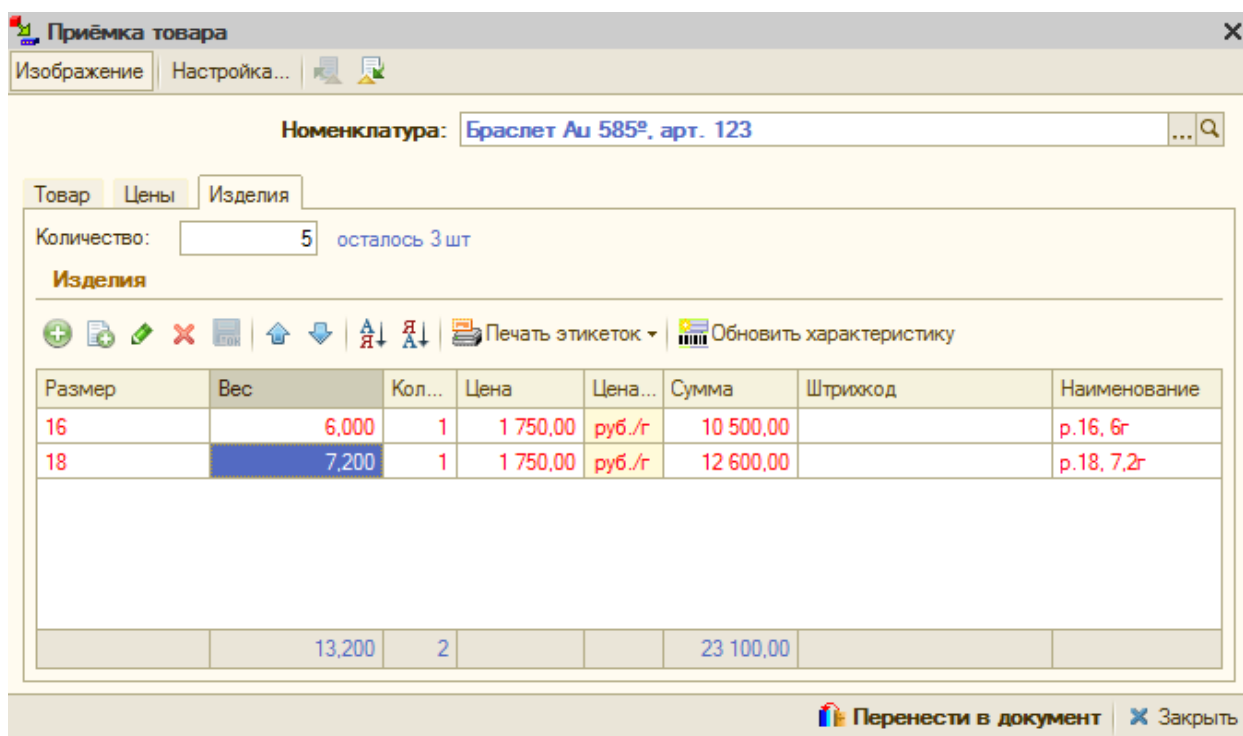 Приёмка товара
Изображение Настройка...
Номенклатура: Браслет Au 585º, арт. 123 ...
Товар Цены Изделия
Количество: 5 осталось 3 шт
Изделия
Печать этикеток Обновить характеристику
Размер Вес Кол... Цена Цена... Сумма Штрихкод Наименование
16 6,000 1 1 750,00 руб./г 10 500,00 р.16, 6г
18 7,200 1 1 750,00 руб./г 12 600,00 р.18, 7,2г
13,200 2 23 100,00
Перенести в документ Закрыть